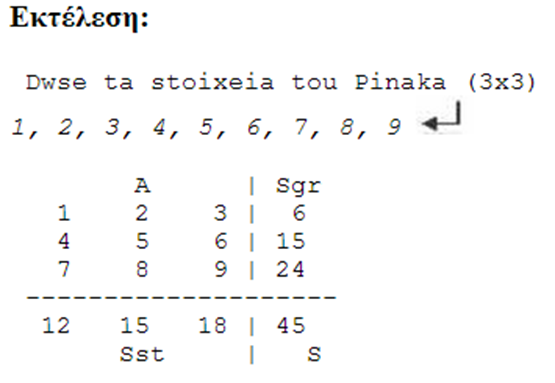 Εκτέλεση:
Dwse ta stoixeia tou Pinaka (3x3)
1, 2, 3, 4, 5, 6, 7, 8, 9
A | Sgr
1 2 3 | 6
4 5 6 | 15
7 8 9 | 24
--------------------
12 15 18 | 45
Sst | S